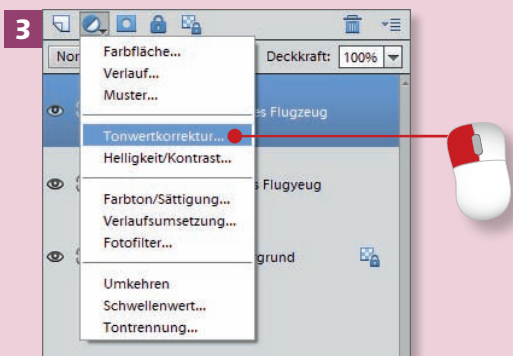 3
Nor
Deckkraft: 100%
Farbfläche...
Verlauf...
Muster...
es Flugzeug
Tonwertkorrektur...
Helligkeit/Kontrast...
s Flugyeug
Farbton/Sättigung...
Verlaufsumsetzung...
Fotofilter...
grund
Umkehren
Schwellenwert...
Tontrennung...